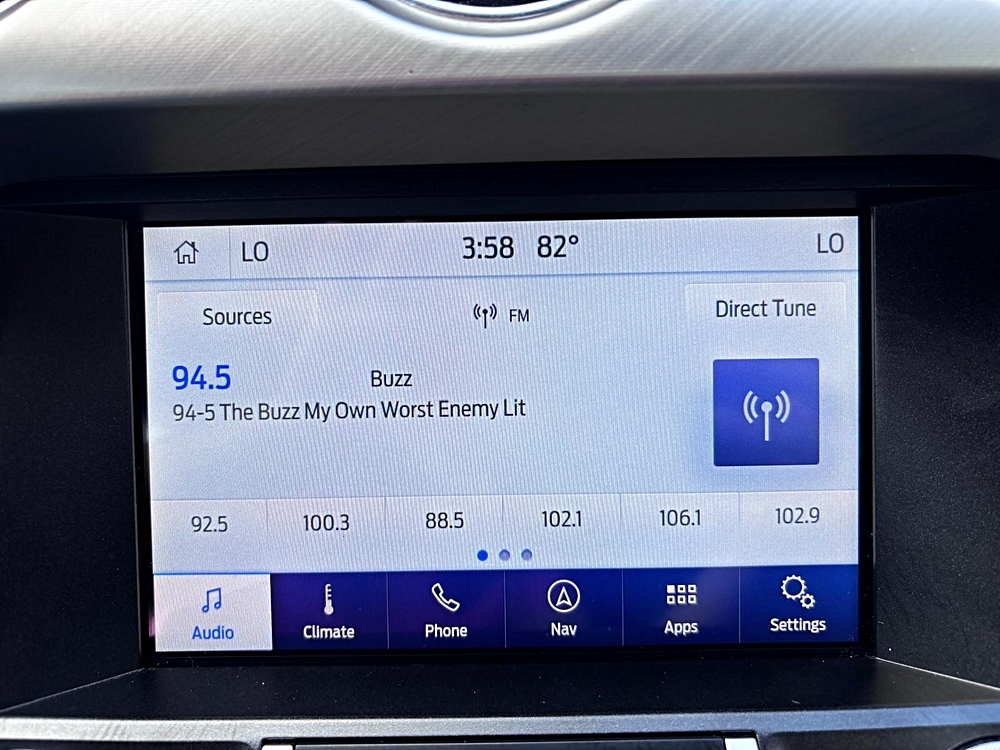 LO 3:58 82° LO
Sources FM Direct Tune
94.5 Buzz
94-5 The Buzz My Own Worst Enemy Lit
92.5 100.3 88.5 102.1 106.1 102.9
Audio Climate Phone Nav Apps Settings